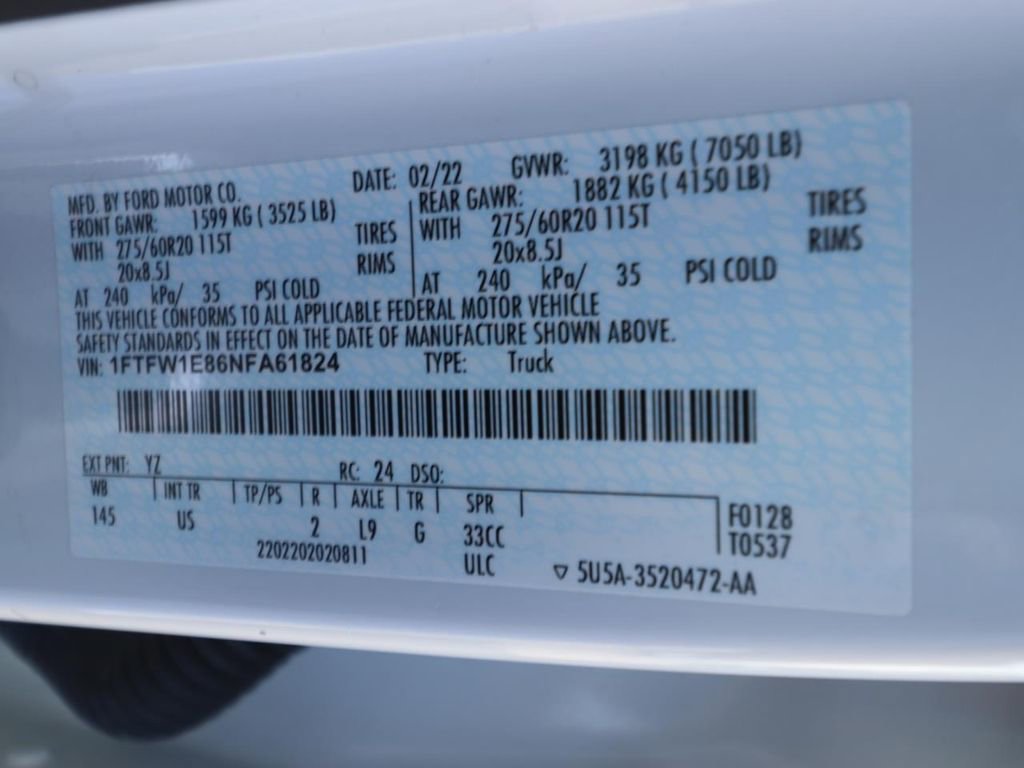 MFD. BY FORD MOTOR CO.
DATE: 02/22 GVWR: 3198 KG ( 7050 LB)
FRONT GAWR: 1599 KG ( 3525 LB)
WITH 275/60R20 115T TIRES
20x8.5J RIMS
AT 240 kPa/ 35 PSI COLD
REAR GAWR: 1882 KG ( 4150 LB)
WITH 275/60R20 115T TIRES
20x8.5J RIMS
AT 240 kPa/ 35 PSI COLD
THIS VEHICLE CONFORMS TO ALL APPLICABLE FEDERAL MOTOR VEHICLE
SAFETY STANDARDS IN EFFECT ON THE DATE OF MANUFACTURE SHOWN ABOVE.
VIN: 1FTFW1E86NFA61824 TYPE: Truck
EXT PNT: YZ RC: 24 DSO:
WB INT TR TP/PS R AXLE TR SPR
145 US 2 L9 G 33CC
F0128
T0537
2202202020811 ULC
▽ 5U5A-3520472-AA